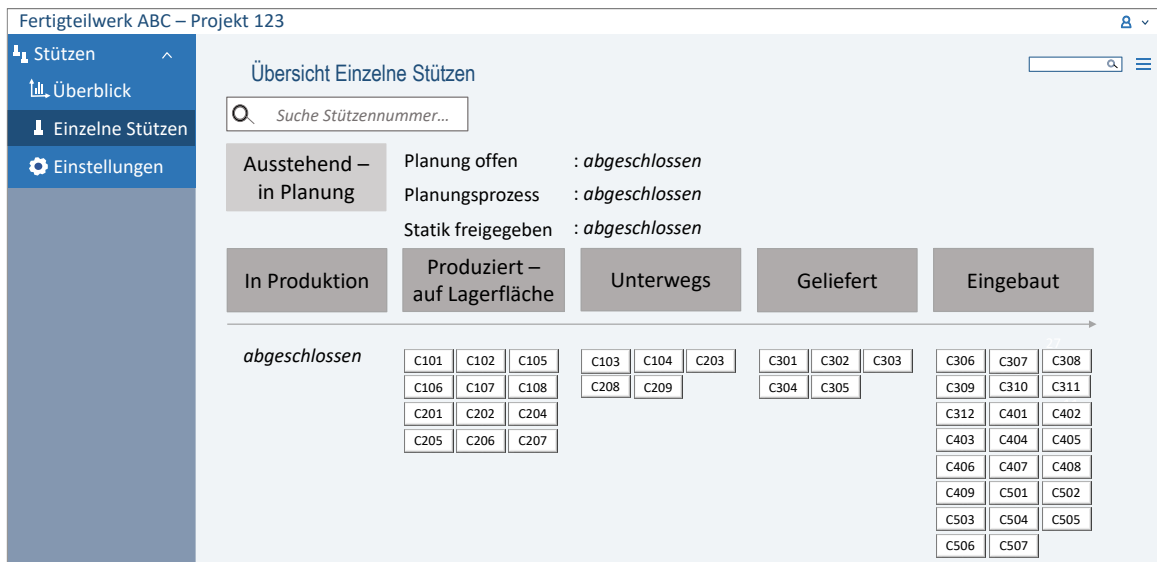 Fertigteilwerk ABC – Projekt 123
Stützen
Überblick
Einzelne Stützen
Einstellungen
Übersicht Einzelne Stützen
Suche Stützennummer...
Ausstehend –
in Planung
Planung offen : abgeschlossen
Planungsprozess : abgeschlossen
Statik freigegeben : abgeschlossen
In Produktion
Produziert –
auf Lagerfläche
Unterwegs
Geliefert
Eingebaut
27
abgeschlossen
C101 C102 C105
C106 C107 C108
C201 C202 C204
C205 C206 C207
C103 C104 C203
C208 C209
C301 C302 C303
C304 C305
C306 C307 C308
C309 C310 C311
C312 C401 C402
C403 C404 C405
C406 C407 C408
C409 C501 C502
C503 C504 C505
C506 C507